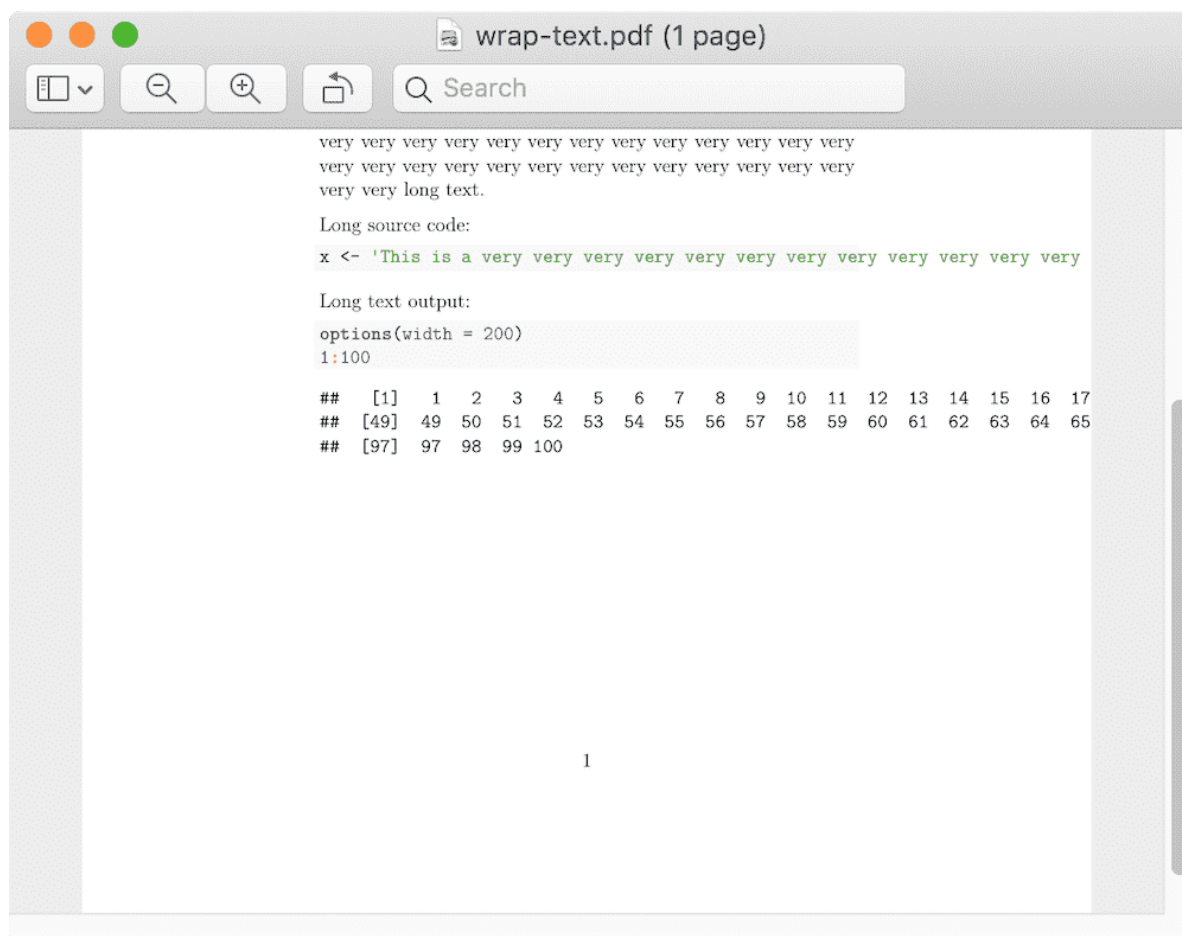 wrap-text.pdf (1 page)
Search
very very very very very very very very very very very very very
very very very very very very very very very very very very very
very very long text.
Long source code:
x <- 'This is a very very very very very very very very very very very very
Long text output:
options(width = 200)
1:100
## [1] 1 2 3 4 5 6 7 8 9 10 11 12 13 14 15 16 17
## [49] 49 50 51 52 53 54 55 56 57 58 59 60 61 62 63 64 65
## [97] 97 98 99 100
1